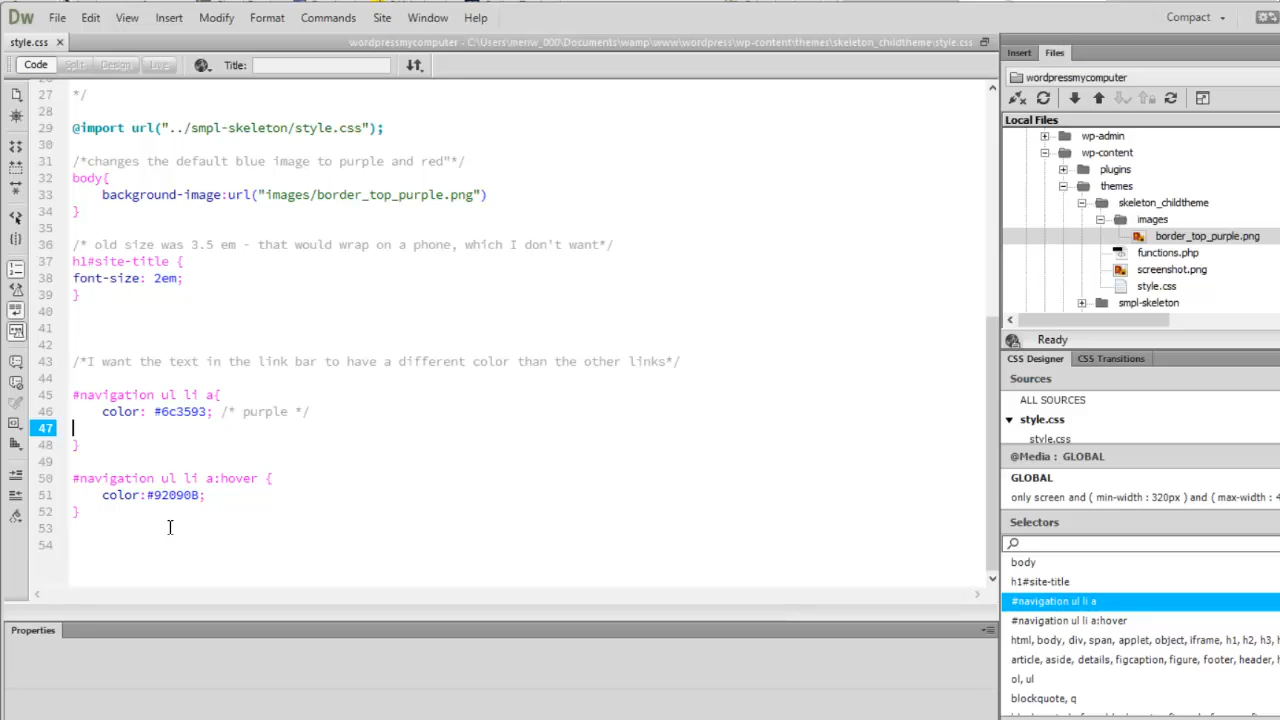 Dw File Edit View Insert Modify Format Commands Site Window Help Compact
style.css wordpressmycomputer - C:\Users\meriw_000\Documents\wamp\www\wordpress\wp-content\themes\skeleton_childtheme\style.css
Code Split Design Live Title:
27 */
28
29 @import url("../smpl-skeleton/style.css");
30
31 /*changes the default blue image to purple and red"*/
32 body{
33 background-image:url("images/border_top_purple.png")
34 }
35
36 /* old size was 3.5 em - that would wrap on a phone, which I don't want*/
37 h1#site-title {
38 font-size: 2em;
39 }
40
41
42
43 /*I want the text in the link bar to have a different color than the other links*/
44
45 #navigation ul li a{
46 color: #6c3593; /* purple */
47
48 }
49
50 #navigation ul li a:hover {
51 color:#92090B;
52 }
53
54
Properties
Insert Files
wordpressmycomputer
Local Files
wp-admin
wp-content
plugins
themes
skeleton_childtheme
images
border_top_purple.png
functions.php
screenshot.png
style.css
smpl-skeleton
Ready
CSS Designer CSS Transitions
Sources
ALL SOURCES
style.css
style.css
@Media : GLOBAL
GLOBAL
only screen and ( min-width : 320px ) and ( max-width : 4
Selectors
body
h1#site-title
#navigation ul li a
#navigation ul li a:hover
html, body, div, span, applet, object, iframe, h1, h2, h3, h
article, aside, details, figcaption, figure, footer, header, h
ol, ul
blockquote, q